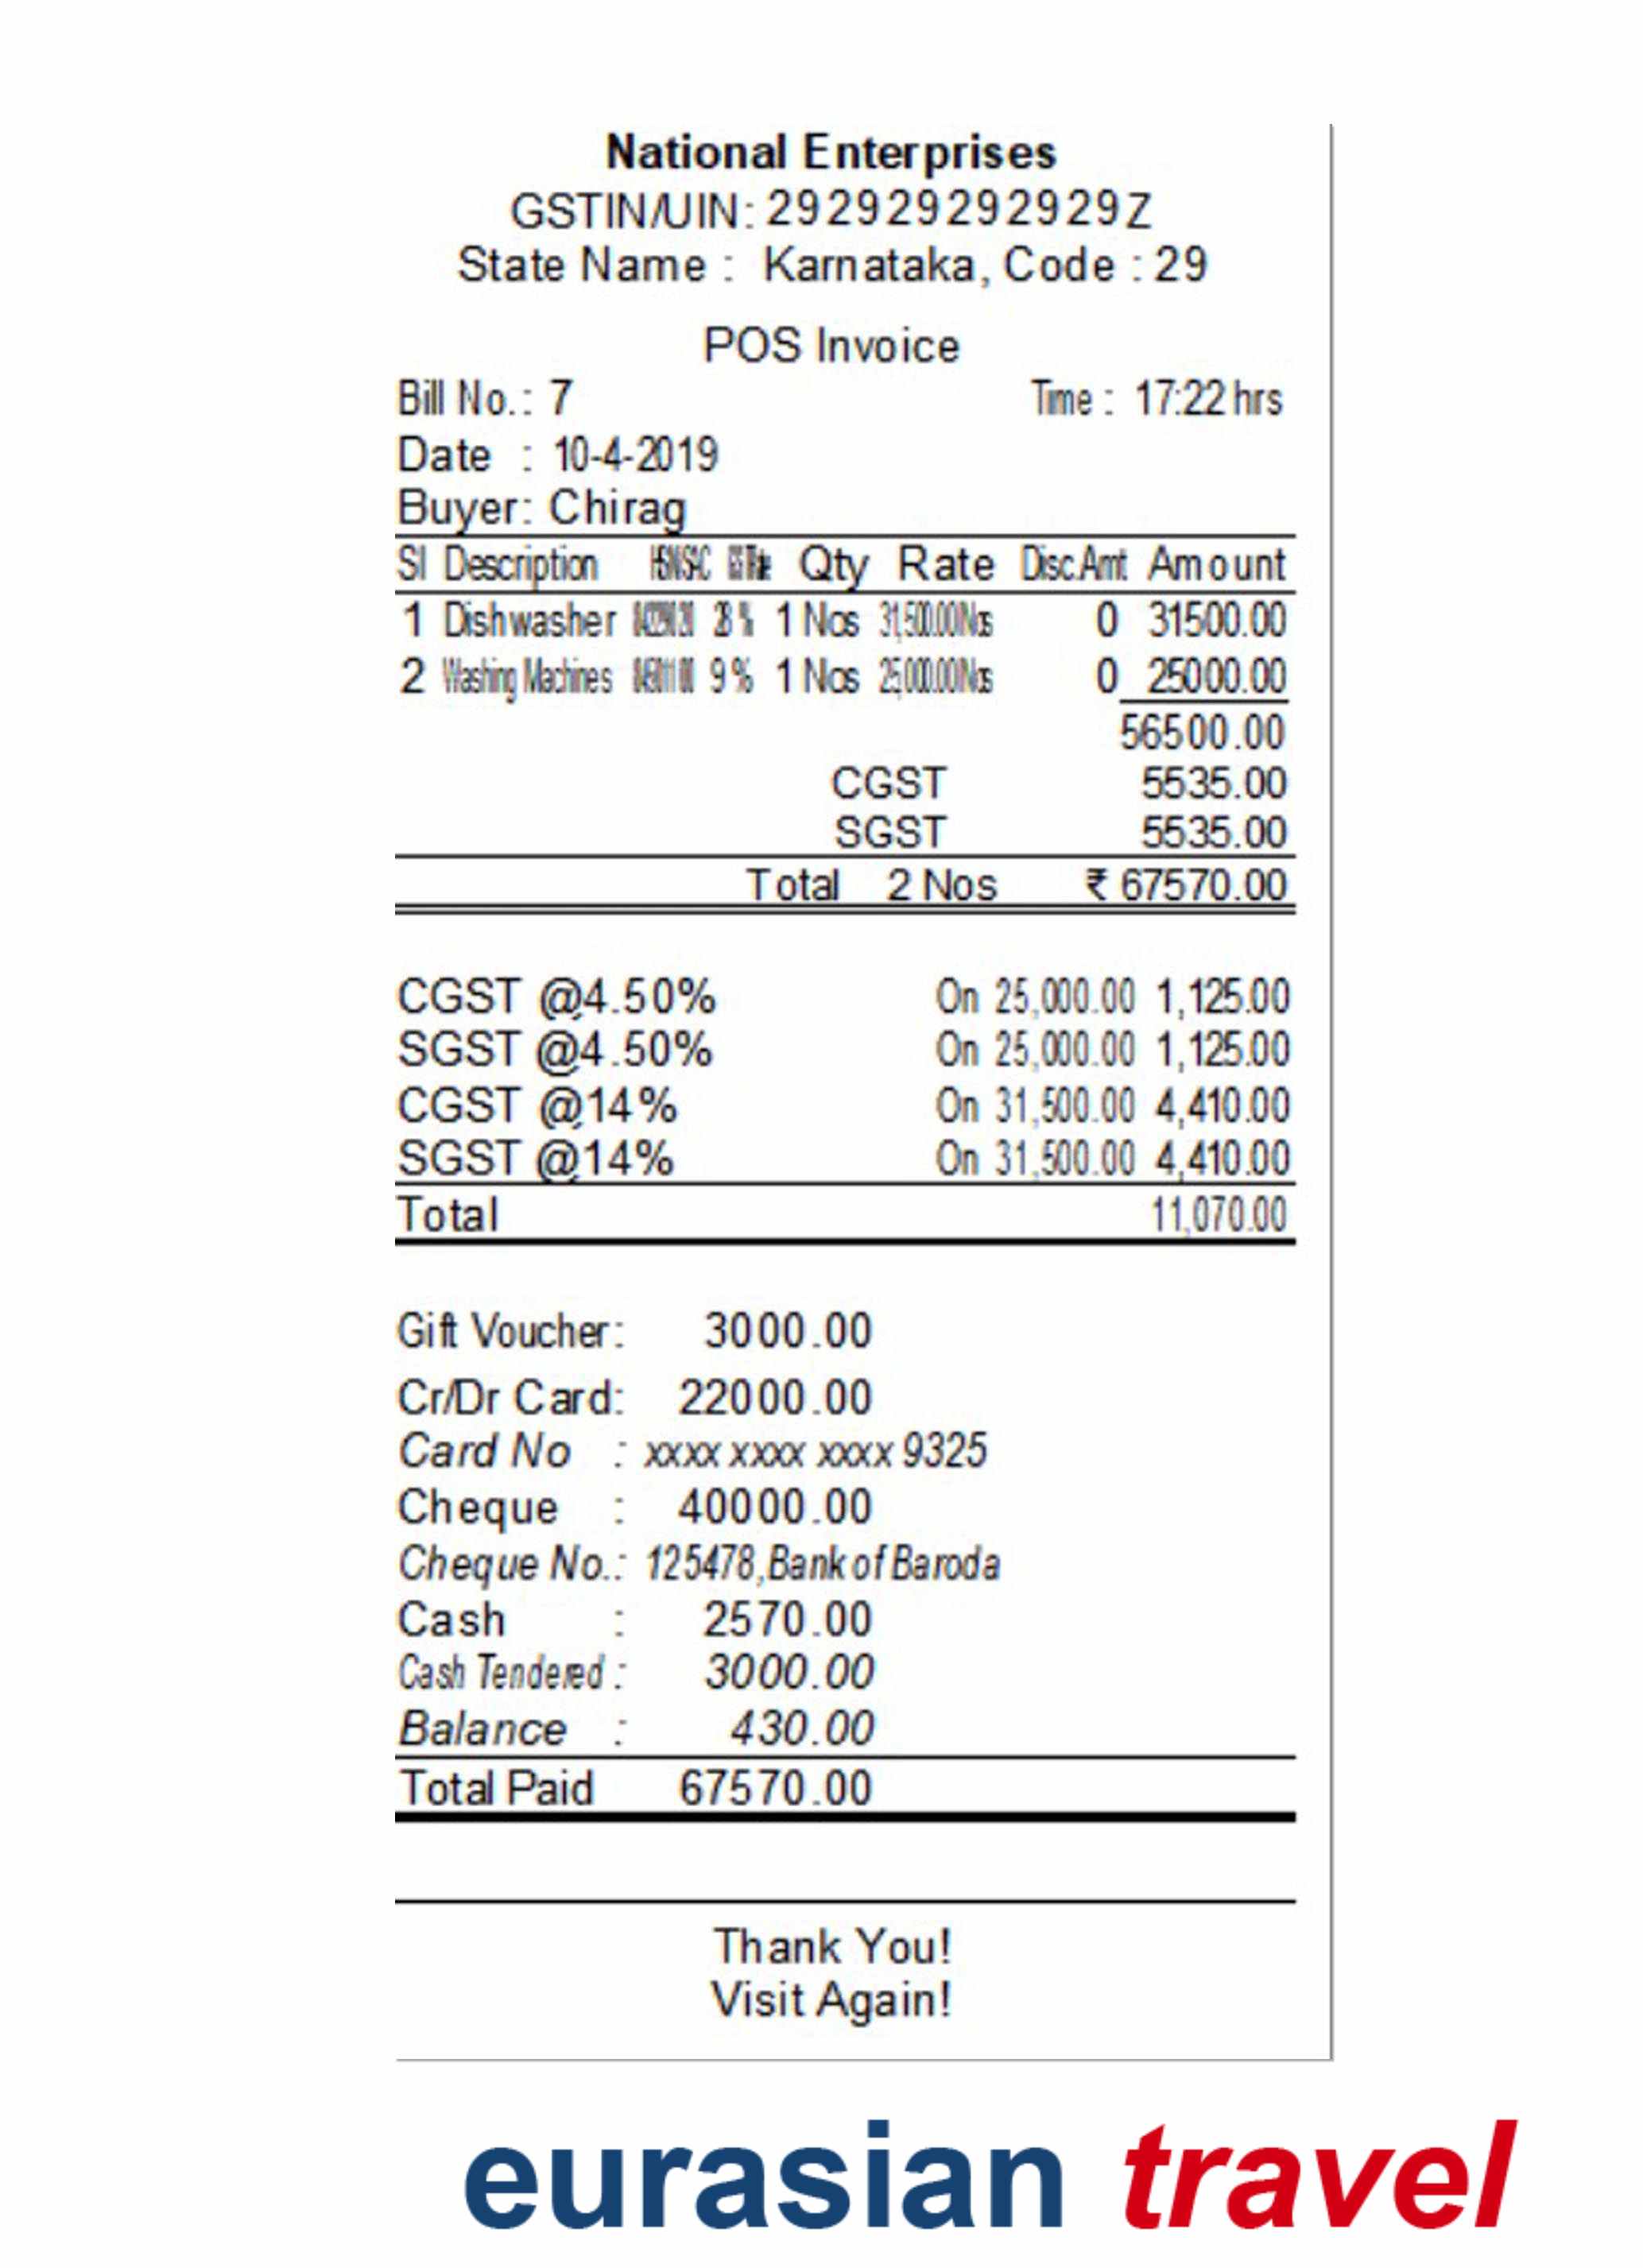 National Enterprises
GSTIN/UIN: 292929292929Z
State Name : Karnataka, Code : 29
POS Invoice
Bill No.: 7 Time : 17:22 hrs
Date : 10-4-2019
Buyer: Chirag
Sl Description HSN/SAC GST Rate Qty Rate Disc.Amt Amount
1 Dishwasher 28 % 1 Nos 31,500.00/Nos 0 31500.00
2 Washing Machines 9 % 1 Nos 25,000.00/Nos 0 25000.00
56500.00
CGST 5535.00
SGST 5535.00
Total 2 Nos ₹ 67570.00
CGST @4.50% On 25,000.00 1,125.00
SGST @4.50% On 25,000.00 1,125.00
CGST @14% On 31,500.00 4,410.00
SGST @14% On 31,500.00 4,410.00
Total 11,070.00
Gift Voucher: 3000.00
Cr/Dr Card: 22000.00
Card No : xxxx xxxx xxxx 9325
Cheque : 40000.00
Cheque No.: 125478,Bank of Baroda
Cash : 2570.00
Cash Tendered : 3000.00
Balance : 430.00
Total Paid 67570.00
Thank You!
Visit Again!
eurasian travel